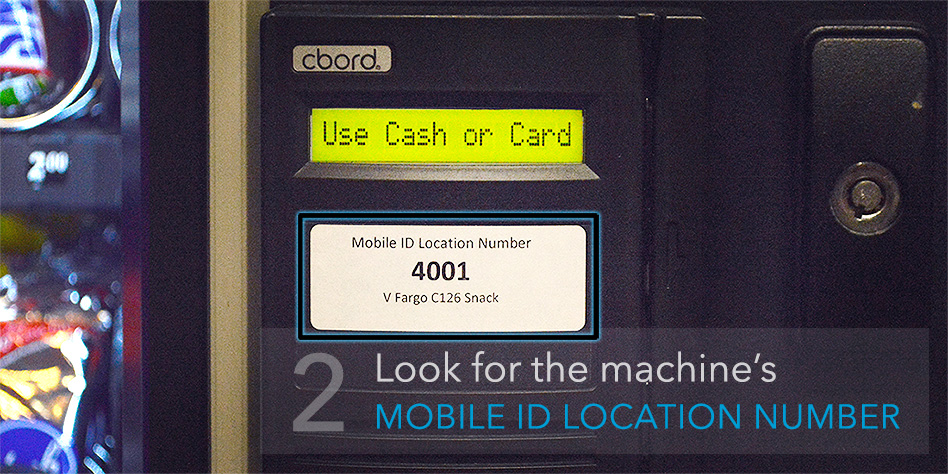 cbord®
Use Cash or Card
2.00
Mobile ID Location Number
4001
V Fargo C126 Snack
2 Look for the machine's
MOBILE ID LOCATION NUMBER